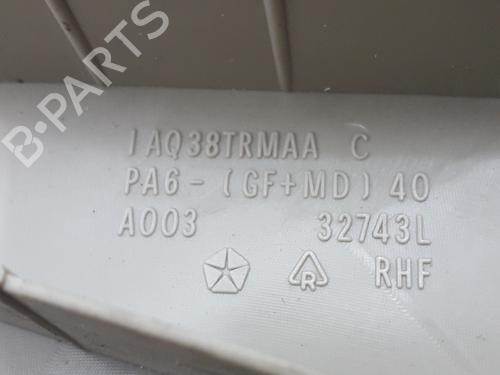 1AQ38TRMAA C
PA6-(GF+MD)40
A003 32743L
R RHF
B-PARTS